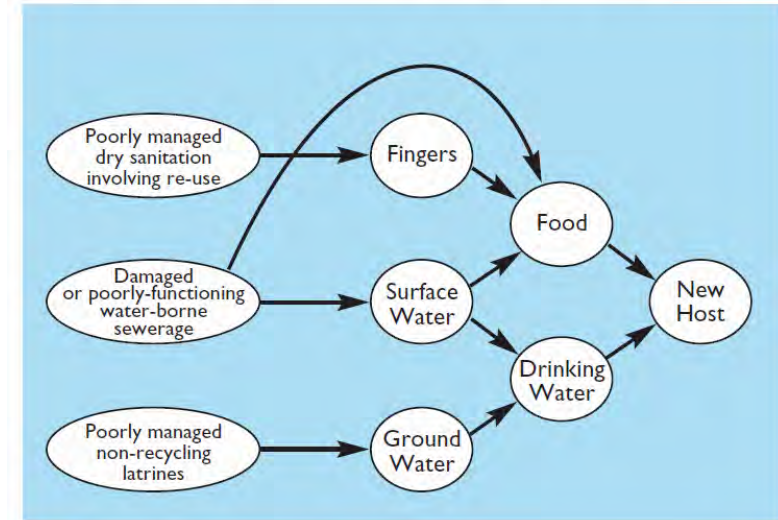 Poorly managed
dry sanitation
involving re-use
Fingers
Food
Damaged
or poorly-functioning
water-borne
sewerage
Surface
Water
New
Host
Drinking
Water
Poorly managed
non-recycling
latrines
Ground
Water